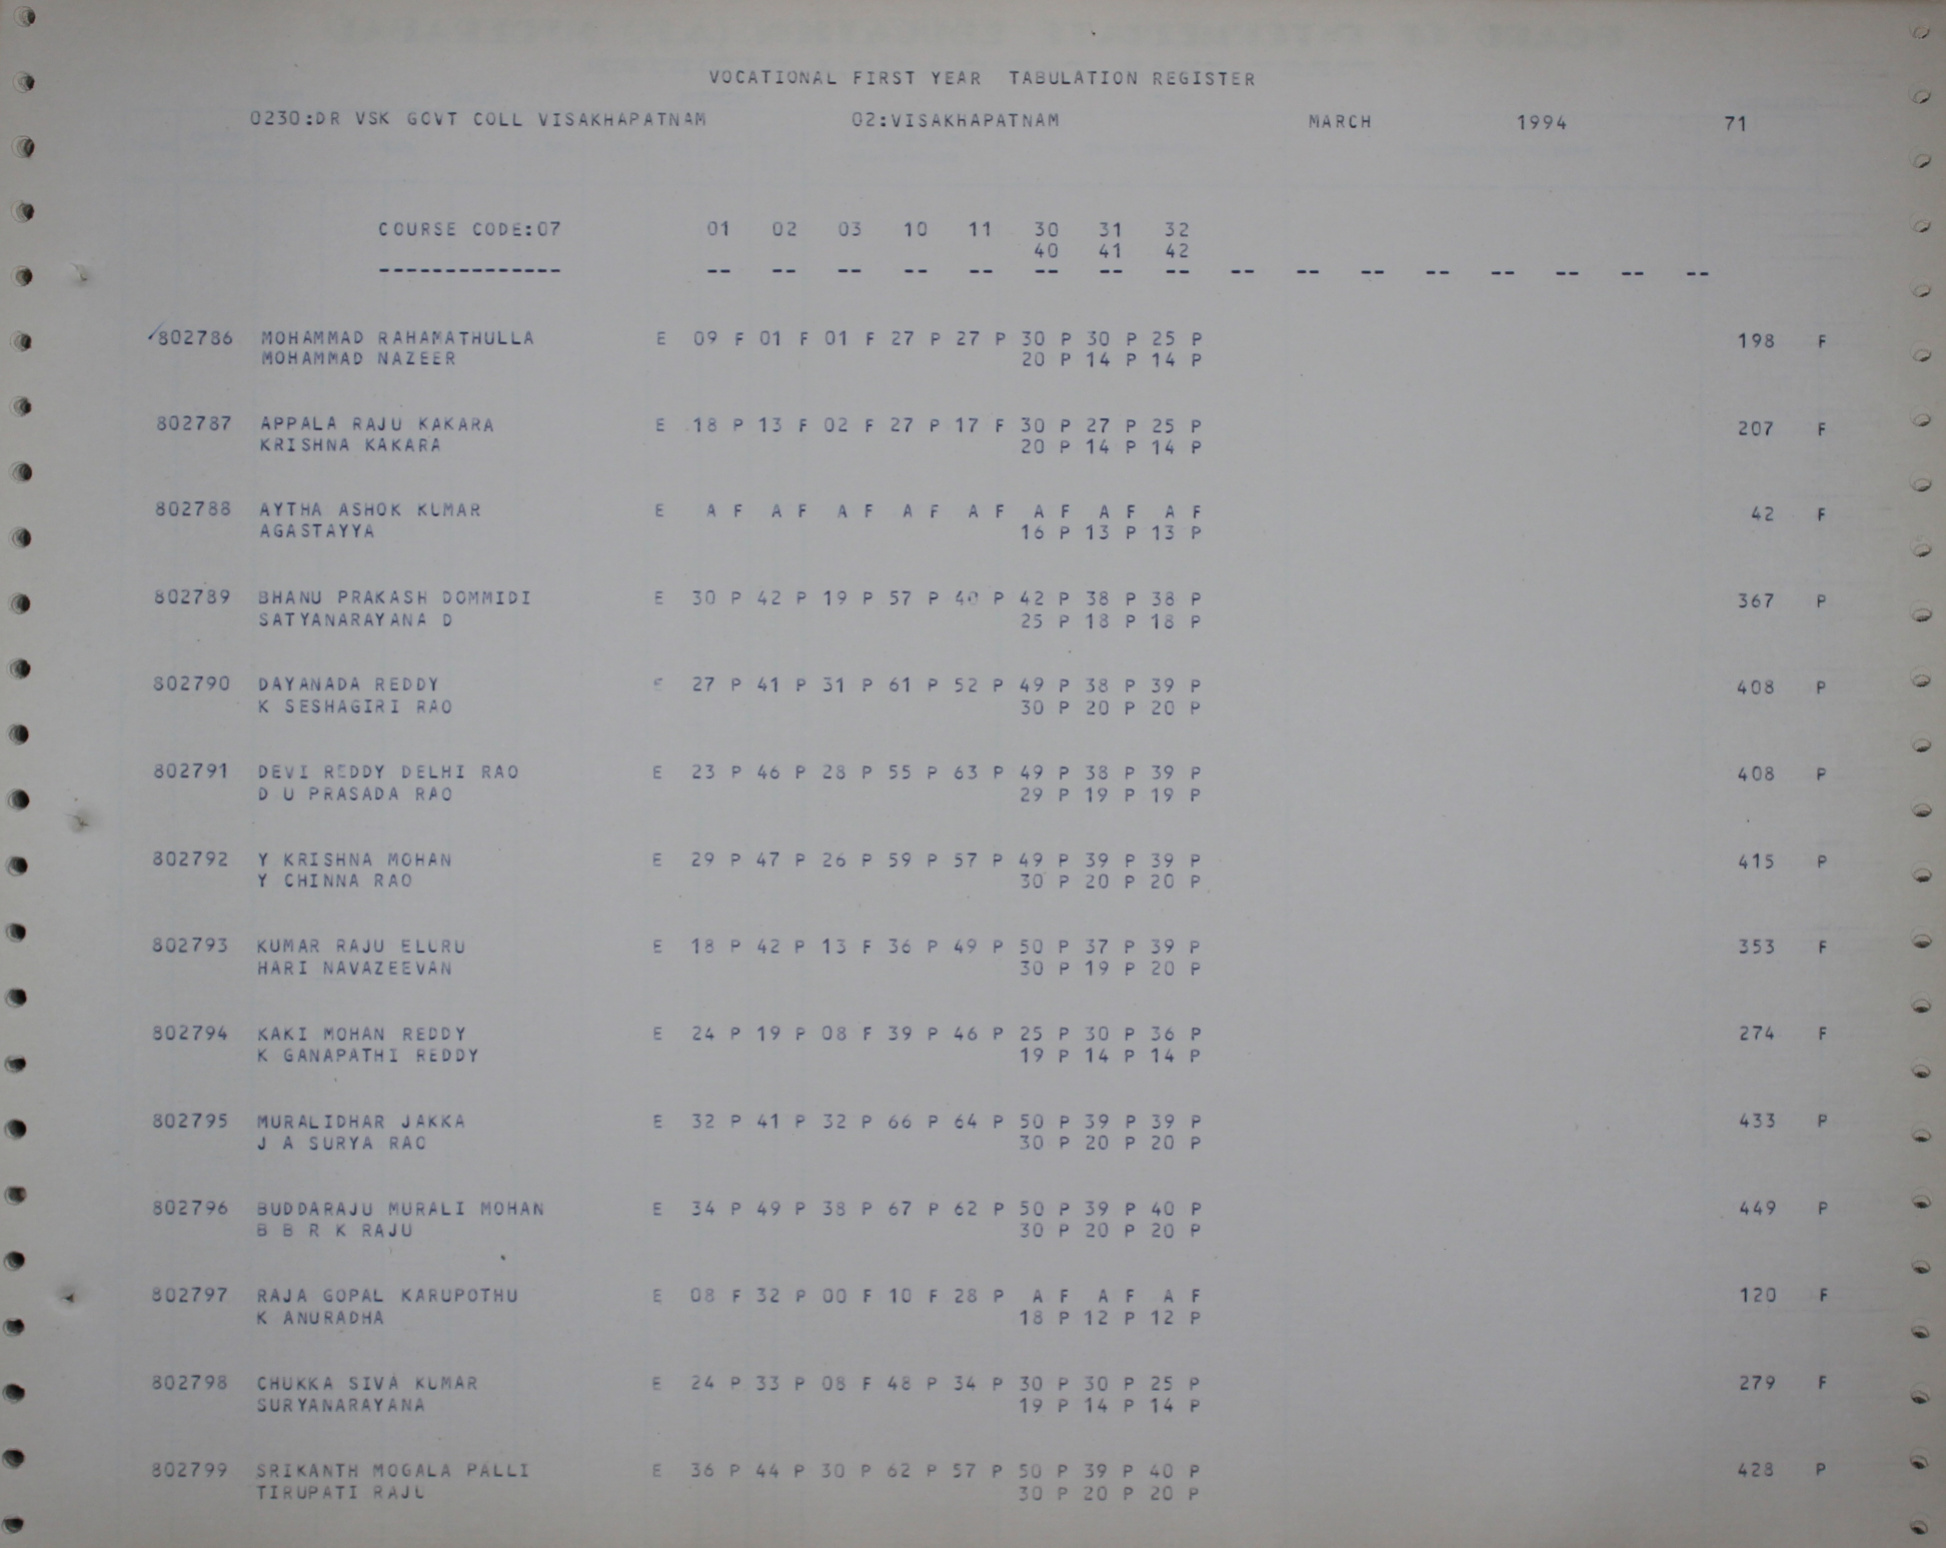 VOCATIONAL FIRST YEAR TABULATION REGISTER
0230:DR VSK GOVT COLL VISAKHAPATNAM 02:VISAKHAPATNAM MARCH 1994 71
COURSE CODE:07 01 02 03 10 11 30 31 32
40 41 42
-------------- -- -- -- -- -- -- -- -- -- -- -- -- -- -- -- --
802786 MOHAMMAD RAHAMATHULLA E 09 F 01 F 01 F 27 P 27 P 30 P 30 P 25 P 198 F
MOHAMMAD NAZEER 20 P 14 P 14 P
802787 APPALA RAJU KAKARA E 18 P 13 F 02 F 27 P 17 F 30 P 27 P 25 P 207 F
KRISHNA KAKARA 20 P 14 P 14 P
802788 AYTHA ASHOK KUMAR E A F A F A F A F A F A F A F A F 42 F
AGASTAYYA 16 P 13 P 13 P
802789 BHANU PRAKASH DOMMIDI E 30 P 42 P 19 P 57 P 40 P 42 P 38 P 38 P 367 P
SATYANARAYANA D 25 P 18 P 18 P
802790 DAYANADA REDDY E 27 P 41 P 31 P 61 P 52 P 49 P 38 P 39 P 408 P
K SESHAGIRI RAO 30 P 20 P 20 P
802791 DEVI REDDY DELHI RAO E 23 P 46 P 28 P 55 P 63 P 49 P 38 P 39 P 408 P
D U PRASADA RAO 29 P 19 P 19 P
802792 Y KRISHNA MOHAN E 29 P 47 P 26 P 59 P 57 P 49 P 39 P 39 P 415 P
Y CHINNA RAO 30 P 20 P 20 P
802793 KUMAR RAJU ELURU E 18 P 42 P 13 F 36 P 49 P 50 P 37 P 39 P 353 F
HARI NAVAZEEVAN 30 P 19 P 20 P
802794 KAKI MOHAN REDDY E 24 P 19 P 08 F 39 P 46 P 25 P 30 P 36 P 274 F
K GANAPATHI REDDY 19 P 14 P 14 P
802795 MURALIDHAR JAKKA E 32 P 41 P 32 P 66 P 64 P 50 P 39 P 39 P 433 P
J A SURYA RAO 30 P 20 P 20 P
802796 BUDDARAJU MURALI MOHAN E 34 P 49 P 38 P 67 P 62 P 50 P 39 P 40 P 449 P
B B R K RAJU 30 P 20 P 20 P
802797 RAJA GOPAL KARUPOTHU E 08 F 32 P 00 F 10 F 28 P A F A F A F 120 F
K ANURADHA 18 P 12 P 12 P
802798 CHUKKA SIVA KUMAR E 24 P 33 P 08 F 48 P 34 P 30 P 30 P 25 P 279 F
SURYANARAYANA 19 P 14 P 14 P
802799 SRIKANTH MOGALA PALLI E 36 P 44 P 30 P 62 P 57 P 50 P 39 P 40 P 428 P
TIRUPATI RAJU 30 P 20 P 20 P